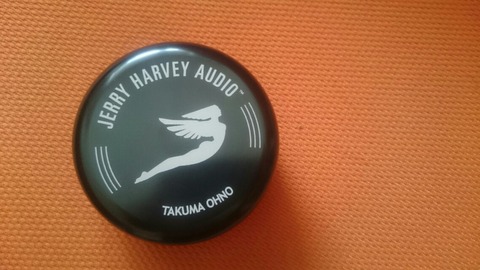 JERRY HARVEY AUDIO™
TAKUMA OHNO